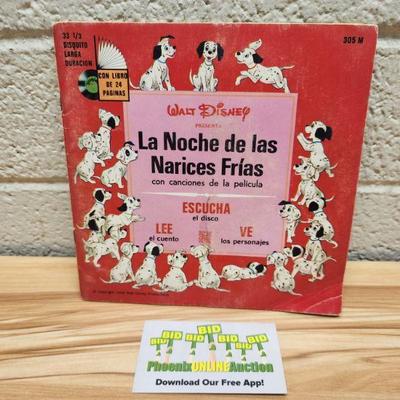 33 1/3
DISQUITO
LARGA
DURACION
CON LIBRO
DE 24
PAGINAS
305 M
WALT DISNEY
PRESENTA
La Noche de las
Narices Frías
con canciones de la película
ESCUCHA
el disco
LEE
el cuento
VE
los personajes
BID
BID BID
BID BID BID
PhoenixONLINEAuction
Download Our Free App!